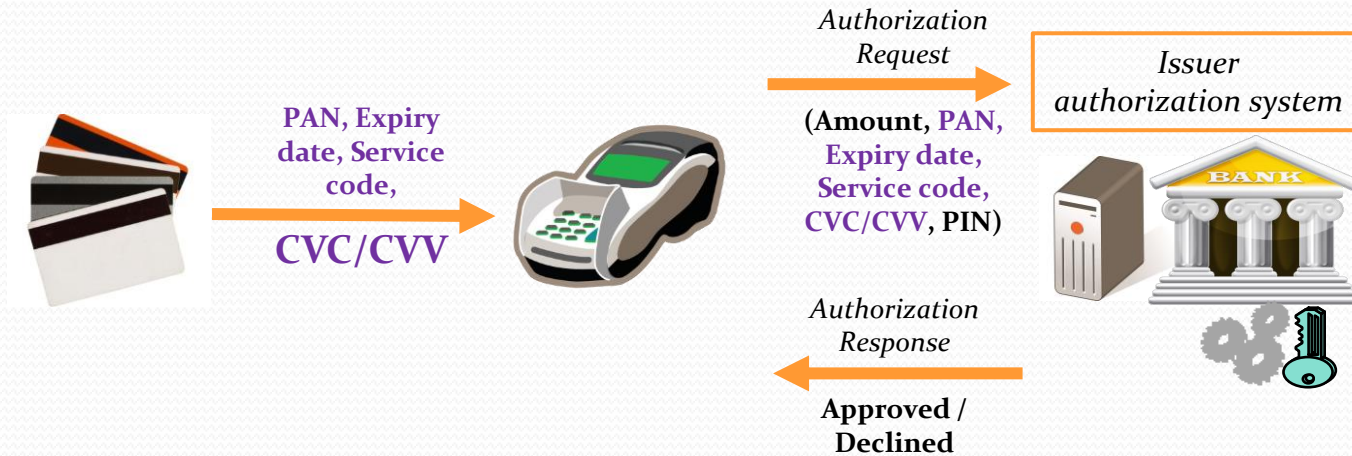 PAN, Expiry
date, Service
code,
CVC/CVV
Authorization
Request
(Amount, PAN,
Expiry date,
Service code,
CVC/CVV, PIN)
Issuer
authorization system
BANK
Authorization
Response
Approved /
Declined